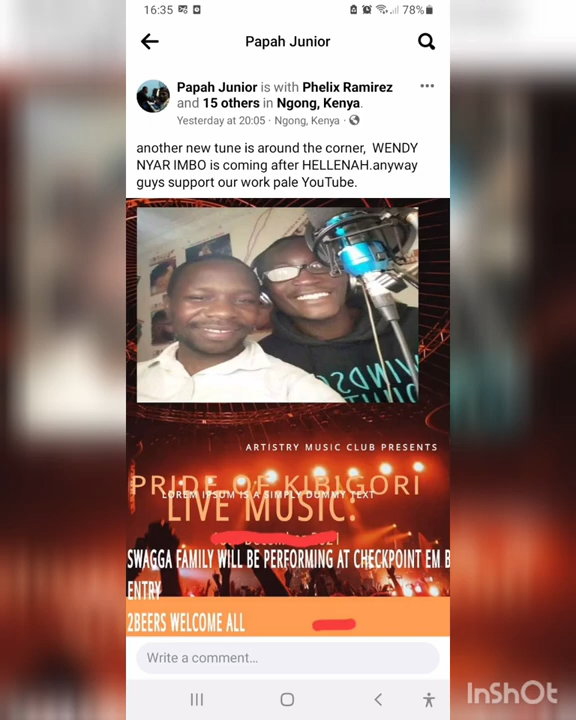 16:35
78%
Papah Junior
Papah Junior is with Phelix Ramirez
and 15 others in Ngong, Kenya.
Yesterday at 20:05 · Ngong, Kenya ·
another new tune is around the corner, WENDY
NYAR IMBO is coming after HELLENAH.anyway
guys support our work pale YouTube.
ARTISTRY MUSIC CLUB PRESENTS
PRIDE OF KIBIGORI
LOREM IPSUM IS A SIMPLY DUMMY TEXT
LIVE MUSIC.
SWAGGA FAMILY WILL BE PERFORMING AT CHECKPOINT EM B
ENTRY
2BEERS WELCOME ALL
Write a comment...
InShOt